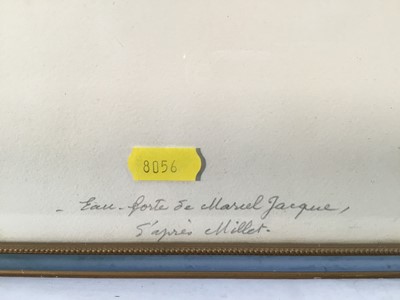 8056
- Eau-forte de Marcel Jacque,
d'après Millet.